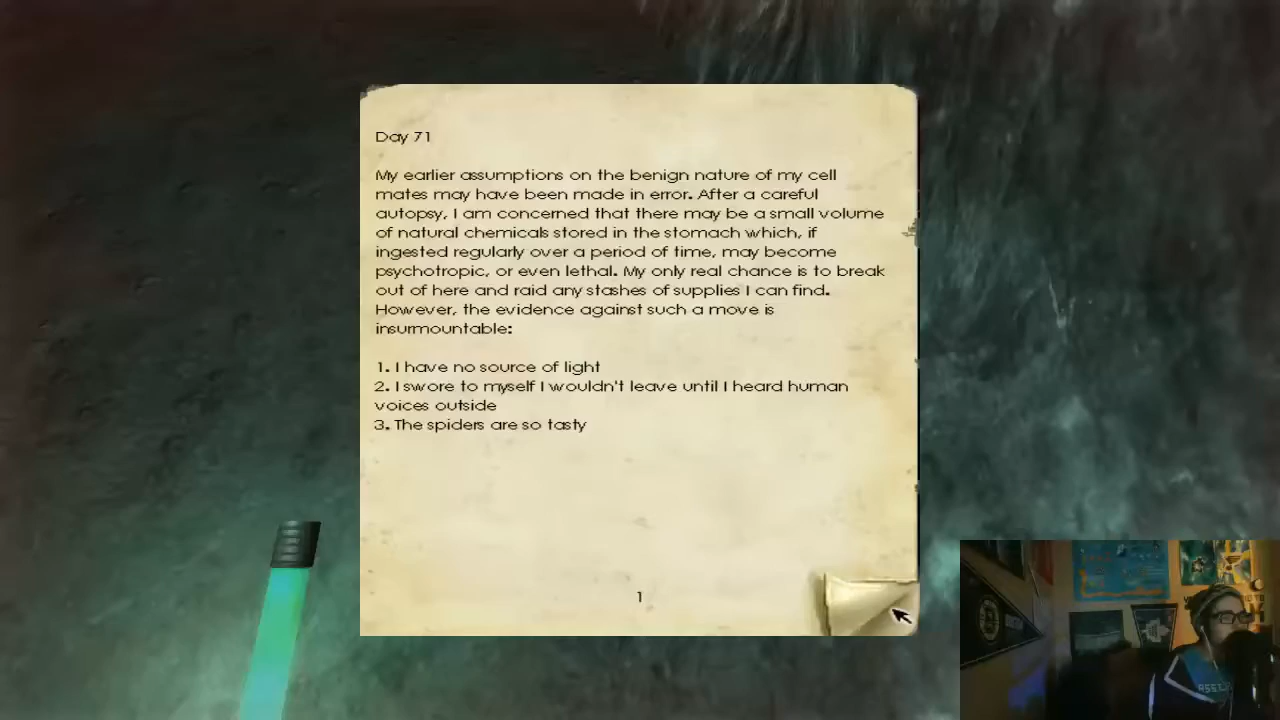 Day 71
My earlier assumptions on the benign nature of my cell
mates may have been made in error. After a careful
autopsy, I am concerned that there may be a small volume
of natural chemicals stored in the stomach which, if
ingested regularly over a period of time, may become
psychotropic, or even lethal. My only real chance is to break
out of here and raid any stashes of supplies I can find.
However, the evidence against such a move is
insurmountable:
1. I have no source of light
2. I swore to myself I wouldn't leave until I heard human
voices outside
3. The spiders are so tasty
1